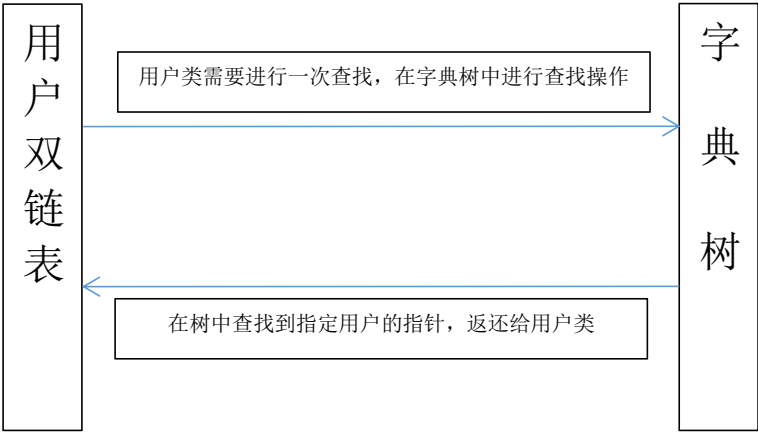 用户双链表
用户类需要进行一次查找，在字典树中进行查找操作
字典树
在树中查找到指定用户的指针，返还给用户类